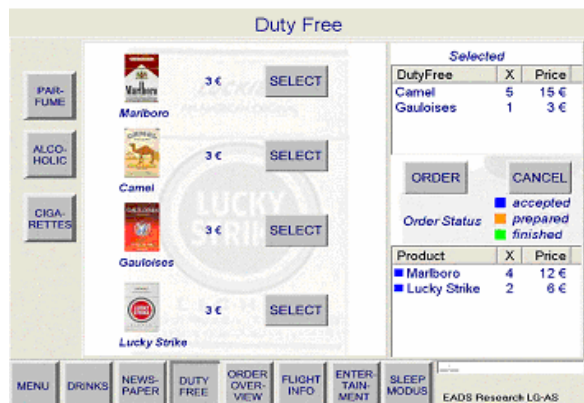 Duty Free
PAR-
FUME
ALCO-
HOLIC
CIGA-
RETTES
Marlboro
3 €
SELECT
Marlboro
CAMEL
3 €
SELECT
Camel
LUCKY
STRIKE
3 €
SELECT
Gauloises
3 €
SELECT
Lucky Strike
Selected
DutyFree X Price
Camel 5 15 €
Gauloises 1 3 €
ORDER CANCEL
Order Status
accepted
prepared
finished
Product X Price
Marlboro 4 12 €
Lucky Strike 2 6 €
MENU
DRINKS
NEWS-
PAPER
DUTY
FREE
ORDER
OVER-
VIEW
FLIGHT
INFO
ENTER-
TAIN-
MENT
SLEEP
MODUS
EADS Research LG-AS